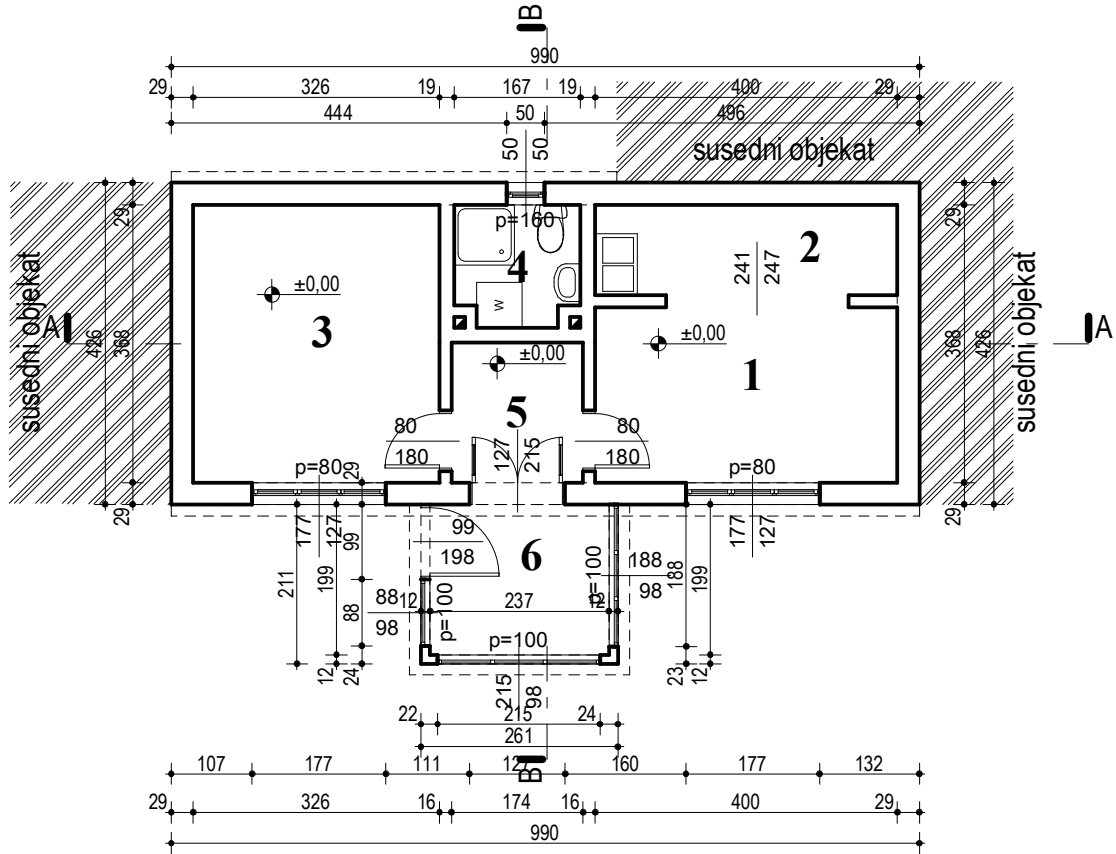 B
990
29 326 19 167 19 400 29
444 50 496
50 50
susedni objekat
29
p=160
29
susedni objekat
±0,00
4
241 247
2
susedni objekat
A
426 368
3
W
±0,00
±0,00
1
368 426
A
5
80
180
127 215
80
180
p=80
29
p=80
29
29
177 127
99
198
6
188
98
177 127
211 199 99 88
88
98
p=100
12 237 12
p=100
p=100
188 199
12 24
215 98
23 12
22 215 24
261
B
107 177 111 127 160 177 132
29 326 16 174 16 400 29
990